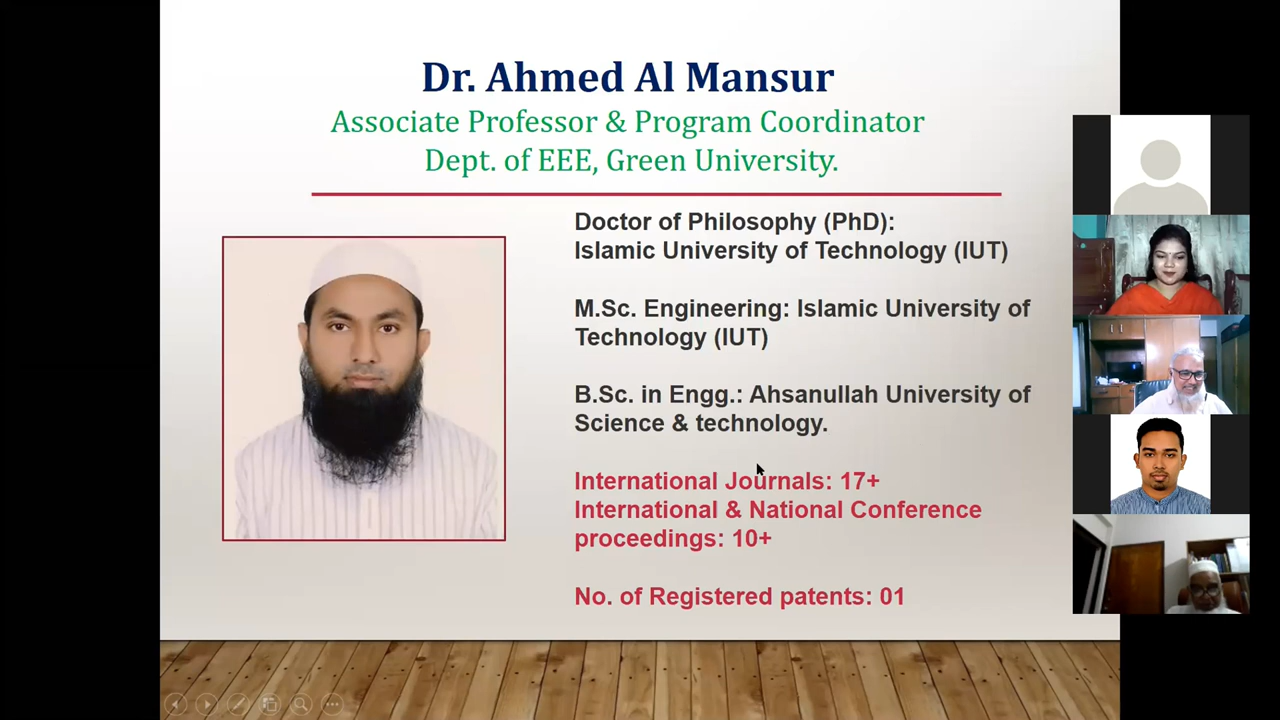 Dr. Ahmed Al Mansur
Associate Professor & Program Coordinator
Dept. of EEE, Green University.
Doctor of Philosophy (PhD):
Islamic University of Technology (IUT)
M.Sc. Engineering: Islamic University of
Technology (IUT)
B.Sc. in Engg.: Ahsanullah University of
Science & technology.
International Journals: 17+
International & National Conference
proceedings: 10+
No. of Registered patents: 01